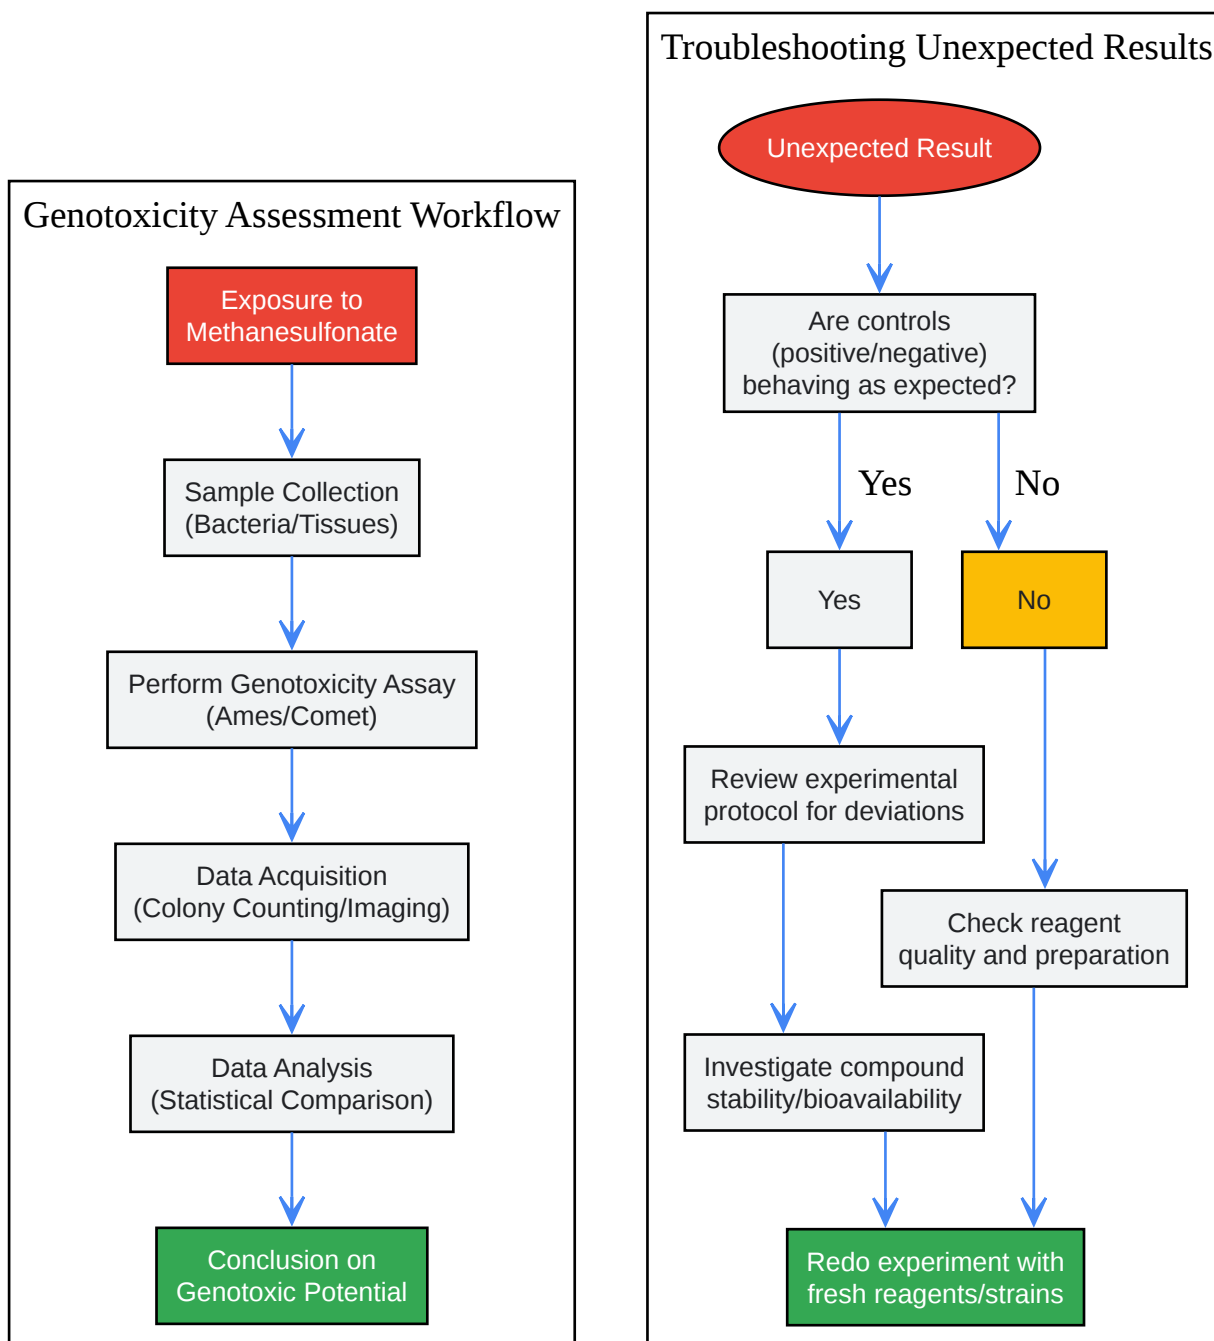 Genotoxicity Assessment Workflow
Exposure to
Methanesulfonate
Sample Collection
(Bacteria/Tissues)
Perform Genotoxicity Assay
(Ames/Comet)
Data Acquisition
(Colony Counting/Imaging)
Data Analysis
(Statistical Comparison)
Conclusion on
Genotoxic Potential
Troubleshooting Unexpected Results
Unexpected Result
Are controls
(positive/negative)
behaving as expected?
Yes
No
Yes
No
Review experimental
protocol for deviations
Check reagent
quality and preparation
Investigate compound
stability/bioavailability
Redo experiment with
fresh reagents/strains